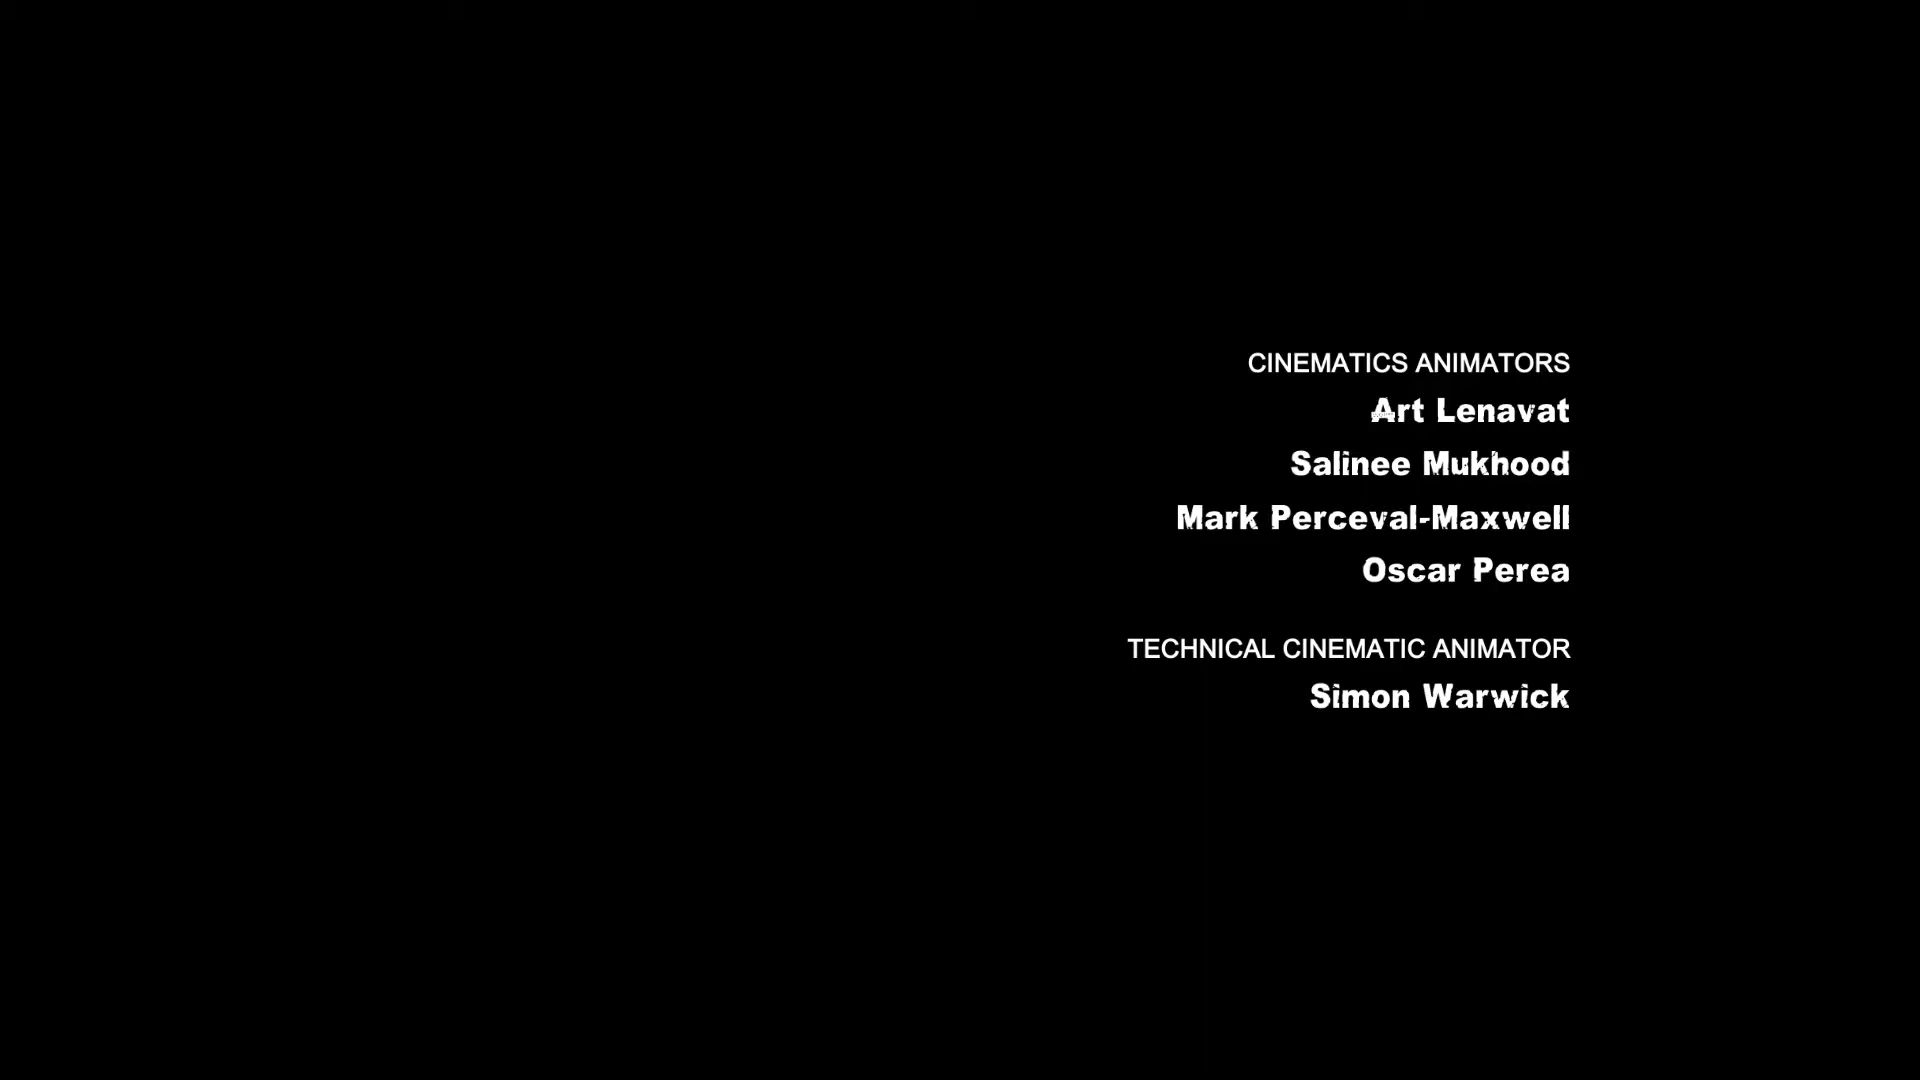 CINEMATICS ANIMATORS
Art Lenavat
Salinee Mukhood
Mark Perceval-Maxwell
Oscar Perea
TECHNICAL CINEMATIC ANIMATOR
Simon Warwick